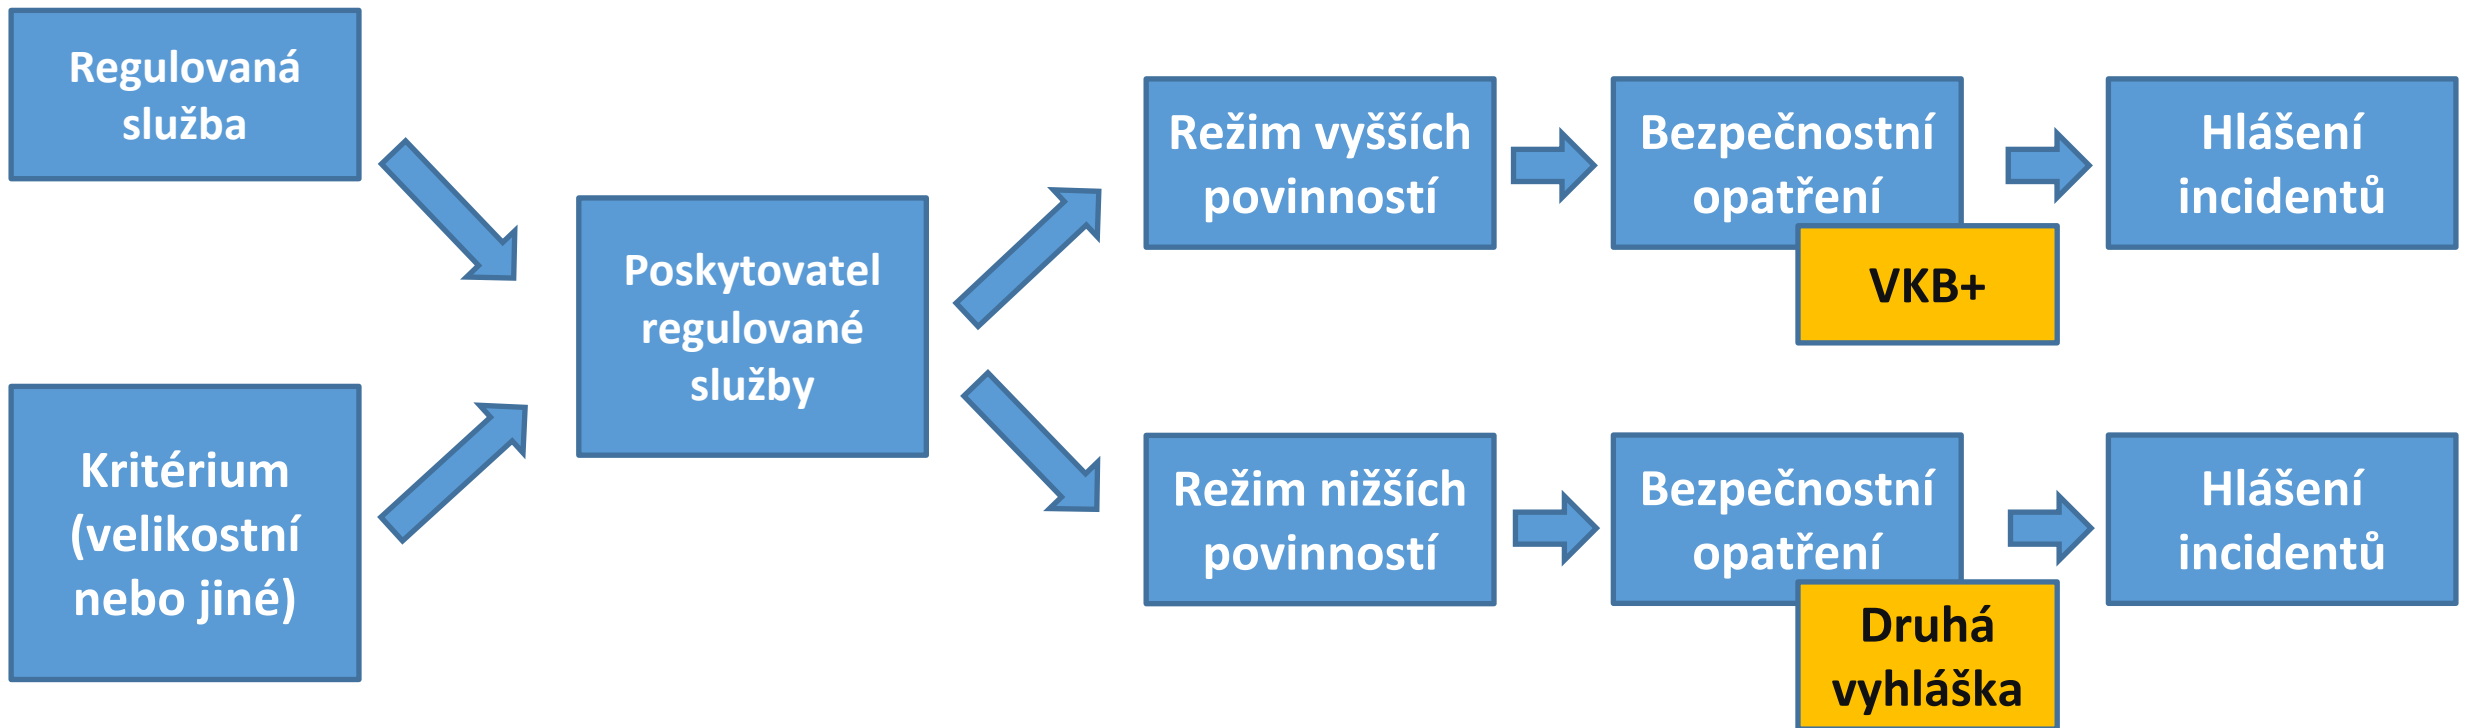 Regulovaná
služba
Kritérium
(velikostní
nebo jiné)
Poskytovatel
regulované
služby
Režim vyšších
povinností
Bezpečnostní
opatření
VKB+
Hlášení
incidentů
Režim nižších
povinností
Bezpečnostní
opatření
Druhá
vyhláška
Hlášení
incidentů